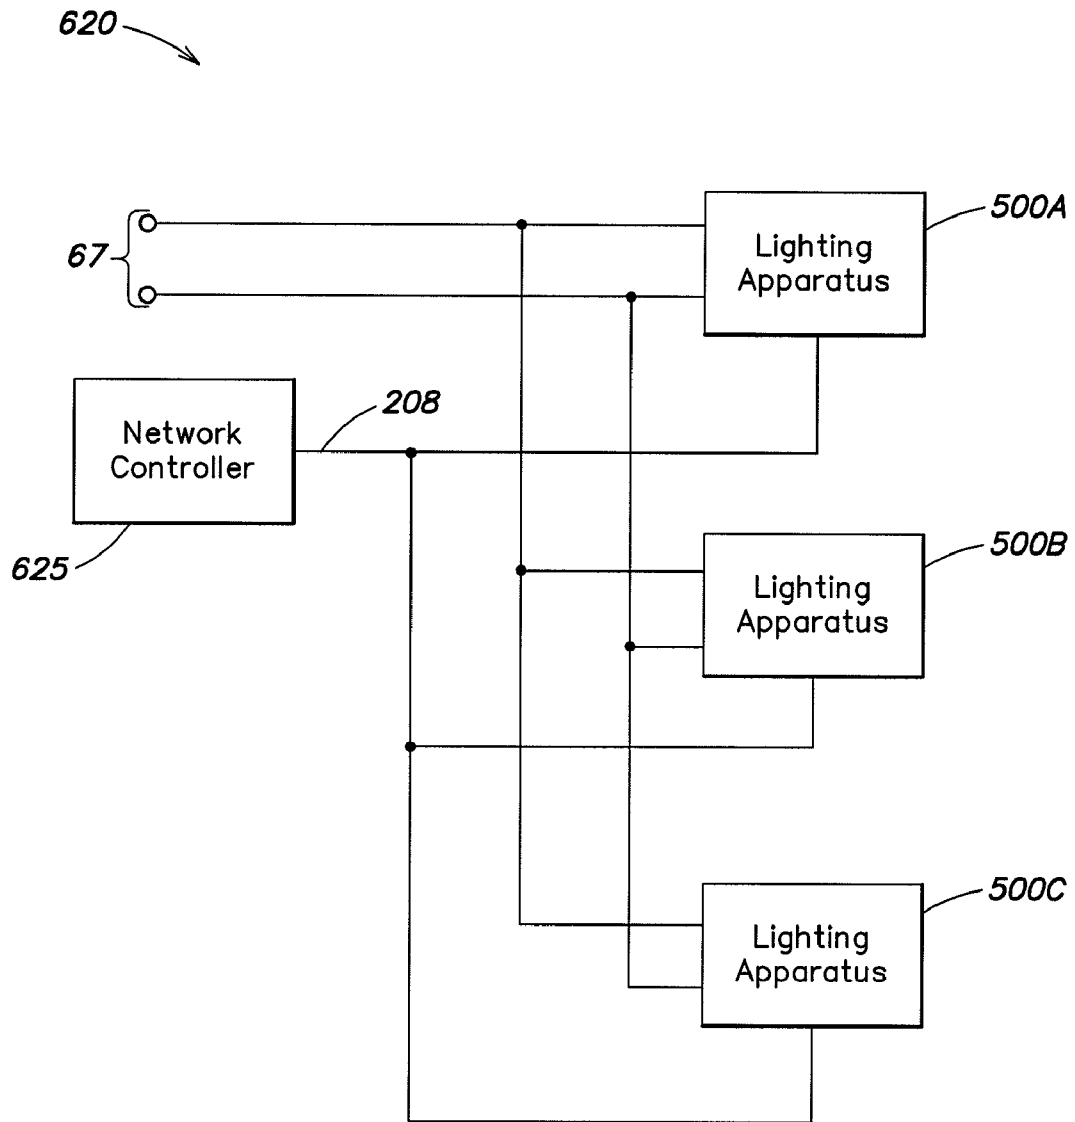 620
500A
Lighting
Apparatus
67
208
Network
Controller
625
500B
Lighting
Apparatus
500C
Lighting
Apparatus